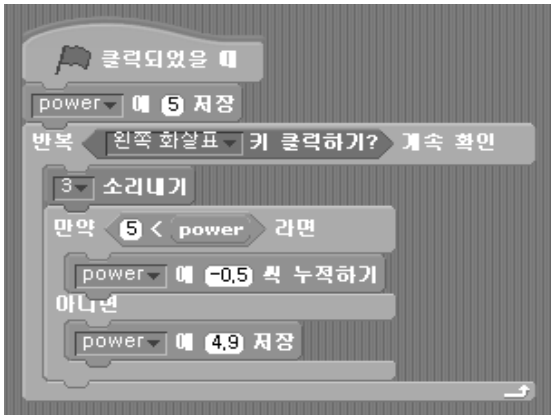 클릭되었을 때
power 에 5 저장
반복 왼쪽 화살표 키 클릭하기? 계속 확인
3 소리내기
만약 5 < power 라면
power 에 -0.5 씩 누적하기
아니면
power 에 4.9 저장